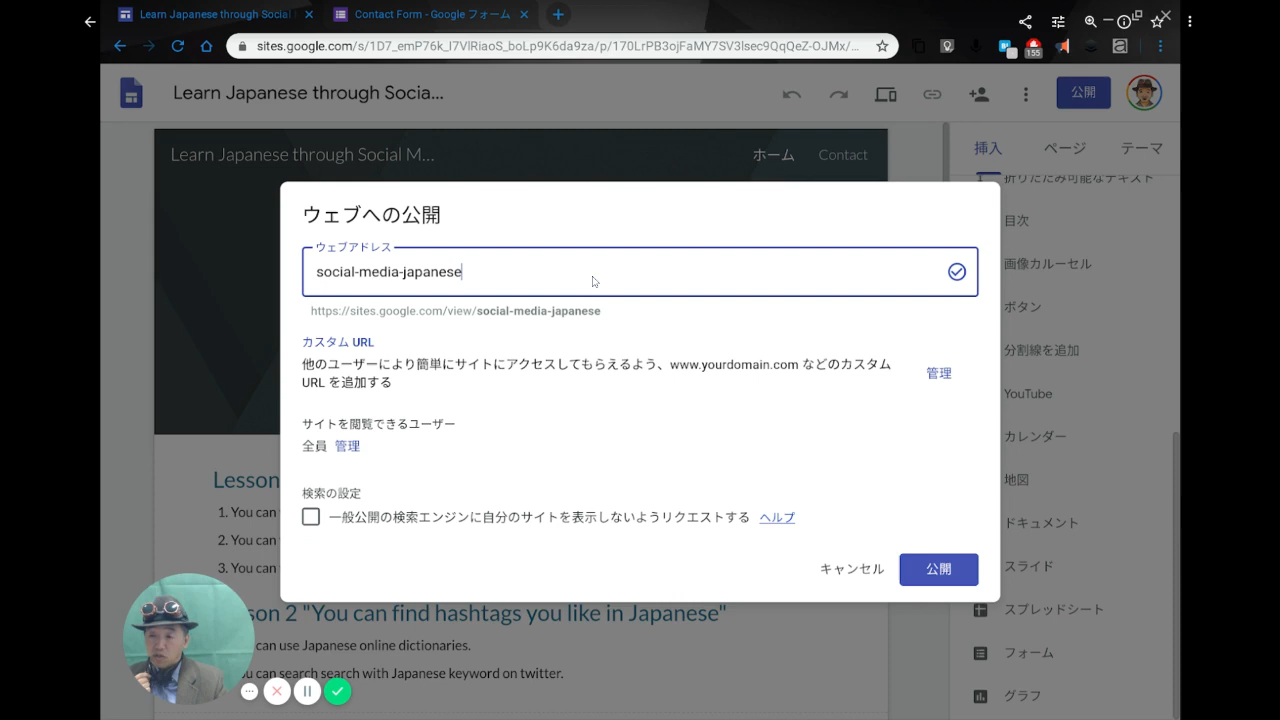 Learn Japanese through Social
Contact Form - Google フォーム
sites.google.com/s/1D7_emP76k_I7VlRiaoS_boLp9K6da9za/p/170LrPB3ojFaMY7SV3lsec9QqQeZ-OJMx/...
155
Learn Japanese through Socia...
公開
Learn Japanese through Social M...
ホーム
Contact
挿入
ページ
テーマ
折りたたみ可能なテキスト
目次
画像カルーセル
ボタン
分割線を追加
YouTube
カレンダー
地図
ドキュメント
スライド
スプレッドシート
フォーム
グラフ
ウェブへの公開
ウェブアドレス
social-media-japanese
https://sites.google.com/view/social-media-japanese
カスタム URL
他のユーザーにより簡単にサイトにアクセスしてもらえるよう、www.yourdomain.com などのカスタム
URL を追加する
管理
サイトを閲覧できるユーザー
全員 管理
検索の設定
一般公開の検索エンジンに自分のサイトを表示しないようリクエストする ヘルプ
キャンセル
公開
Lesson
1. You can
2. You can
3. You can
son 2 "You can find hashtags you like in Japanese"
can use Japanese online dictionaries.
ou can search search with Japanese keyword on twitter.